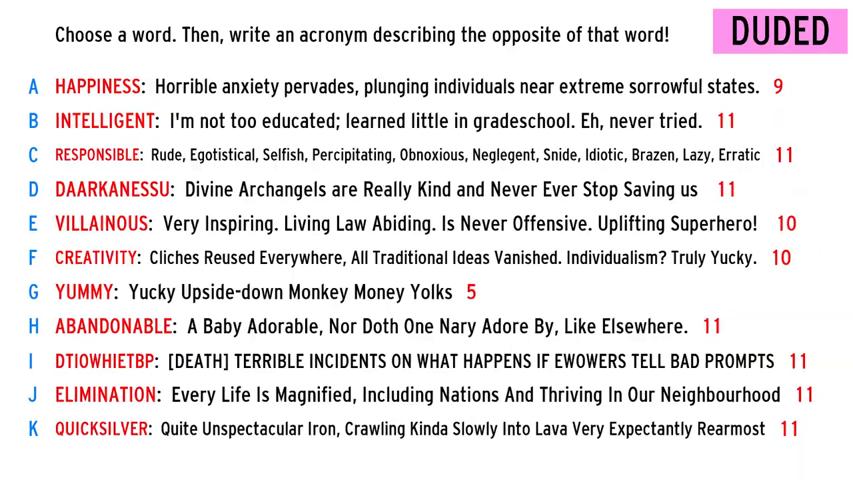 Choose a word. Then, write an acronym describing the opposite of that word!
DUDED
A HAPPINESS: Horrible anxiety pervades, plunging individuals near extreme sorrowful states. 9
B INTELLIGENT: I'm not too educated; learned little in gradeschool. Eh, never tried. 11
C RESPONSIBLE: Rude, Egotistical, Selfish, Percipitating, Obnoxious, Neglegent, Snide, Idiotic, Brazen, Lazy, Erratic 11
D DAARKANESSU: Divine Archangels are Really Kind and Never Ever Stop Saving us 11
E VILLAINOUS: Very Inspiring. Living Law Abiding. Is Never Offensive. Uplifting Superhero! 10
F CREATIVITY: Cliches Reused Everywhere, All Traditional Ideas Vanished. Individualism? Truly Yucky. 10
G YUMMY: Yucky Upside-down Monkey Money Yolks 5
H ABANDONABLE: A Baby Adorable, Nor Doth One Nary Adore By, Like Elsewhere. 11
I DTIOWHIETBP: [DEATH] TERRIBLE INCIDENTS ON WHAT HAPPENS IF EWOWERS TELL BAD PROMPTS 11
J ELIMINATION: Every Life Is Magnified, Including Nations And Thriving In Our Neighbourhood 11
K QUICKSILVER: Quite Unspectacular Iron, Crawling Kinda Slowly Into Lava Very Expectantly Rearmost 11